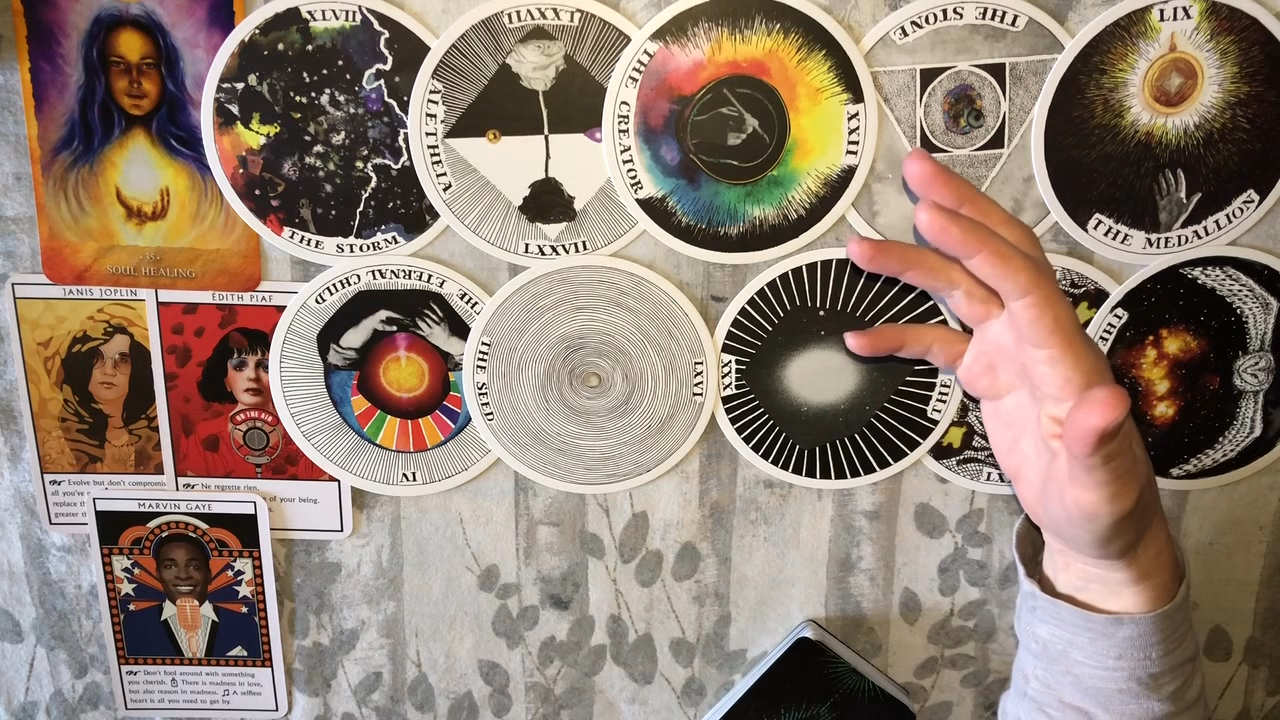 · 35 ·
SOUL HEALING
XLVII
THE STORM
LXXVII
ALETHEIA
LXXVII
THE CREATOR
XXII
THE STONE
LIX
THE MEDALLION
JANIS JOPLIN
Evolve but don't compromise
all you've
replace th
greater th
ÉDITH PIAF
ON THE AIR
Ne regrette rien.
of your being.
THE ETERNAL CHILD
IV
THE SEED
LXVI
XXXI
THE
THE
MARVIN GAYE
Don't fool around with something
you cherish. There is madness in love,
but also reason in madness. A selfless
heart is all you need to get by.